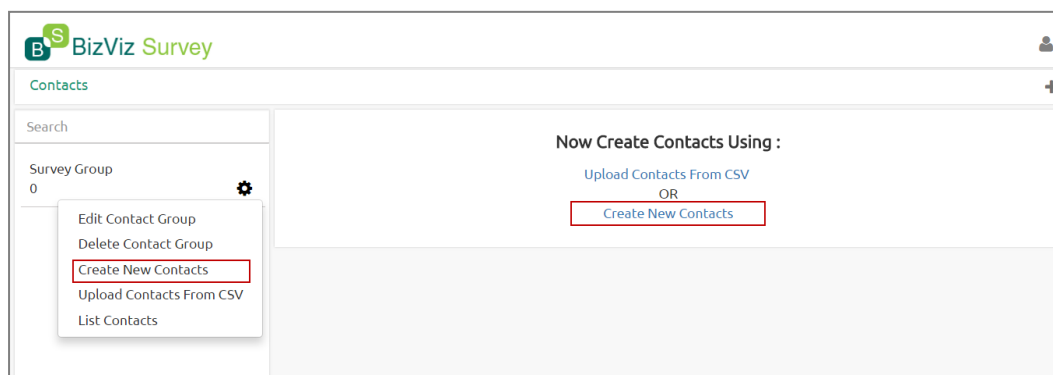 BS BizViz Survey
Contacts
Search
Survey Group
0
Edit Contact Group
Delete Contact Group
Create New Contacts
Upload Contacts From CSV
List Contacts
Now Create Contacts Using :
Upload Contacts From CSV
OR
Create New Contacts